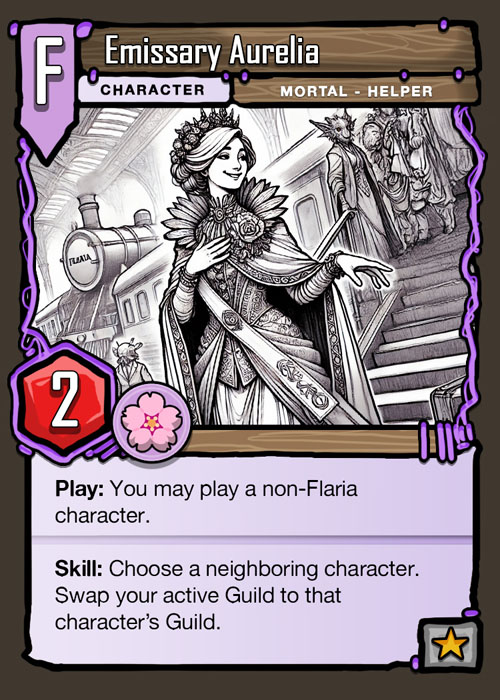 F
Emissary Aurelia
CHARACTER
MORTAL - HELPER
FLARIA
2
Play: You may play a non-Flaria
character.
Skill: Choose a neighboring character.
Swap your active Guild to that
character's Guild.